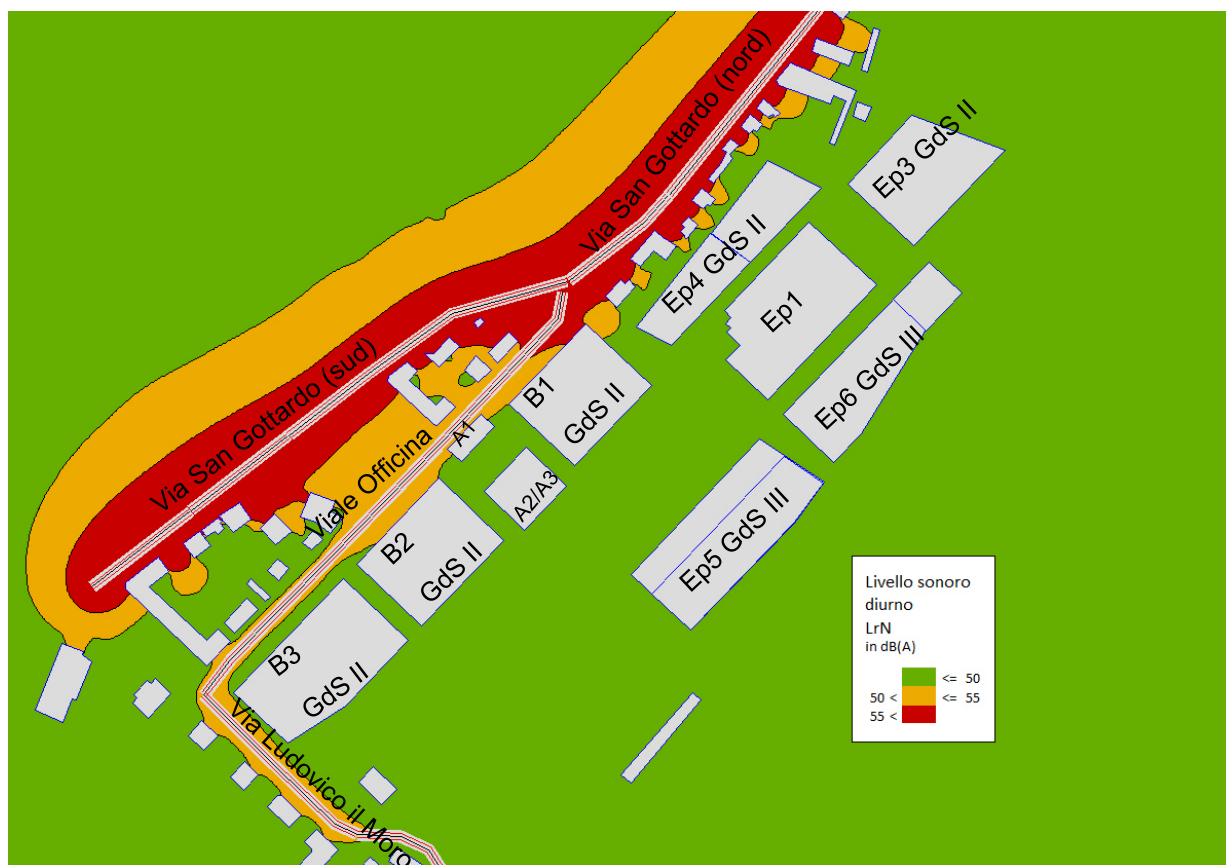 Via San Gottardo (nord)
Ep3 GdS II
Ep4 GdS II
Ep1
Ep6 GdS III
Via San Gottardo (sud)
B1
GdS II
A1
Viale Officina
A2/A3
B2
GdS II
Ep5 GdS III
B3
GdS II
Via Ludovico il Moro
Livello sonoro
diurno
LrN
in dB(A)
<= 50
50 < <= 55
55 <